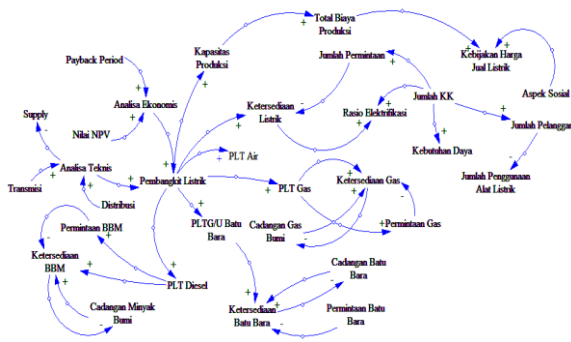 Total Biaya
Produksi
Payback Period
Kapasitas
Produksi
Jumlah Permintaan
Kebijakan Harga
Jual Listrik
Supply
Analisa Ekonomis
Ketersediaan
Listrik
Rasio Elektrifikasi
Jumlah KK
Aspek Sosial
Nilai NPV
Jumlah Pelanggan
Analisa Teknis
PLT Air
Kebutuhan Daya
Transmisi
Pembangkit Listrik
PLT Gas
Ketersediaan Gas
Jumlah Penggunaan
Alat Listrik
Distribusi
Permintaan BBM
PLTG/U Batu
Bara
Cadangan Gas
Bumi
Permintaan Gas
Ketersediaan
BBM
PLT Diesel
Cadangan Batu
Bara
Cadangan Minyak
Bumi
Ketersediaan
Batu Bara
Permintaan Batu
Bara